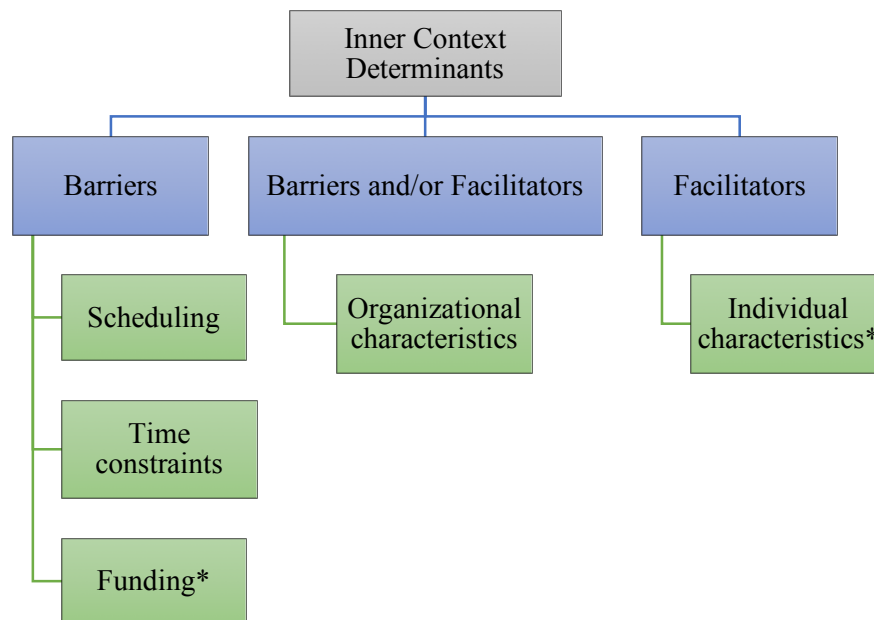 Inner Context
Determinants
Barriers
Barriers and/or Facilitators
Facilitators
Scheduling
Organizational
characteristics
Individual
characteristics*
Time
constraints
Funding*